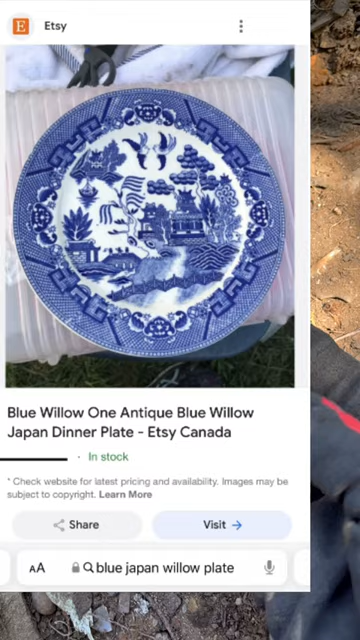 E Etsy
Blue Willow One Antique Blue Willow
Japan Dinner Plate - Etsy Canada
· In stock
* Check website for latest pricing and availability. Images may be
subject to copyright. Learn More
Share Visit →
AA blue japan willow plate